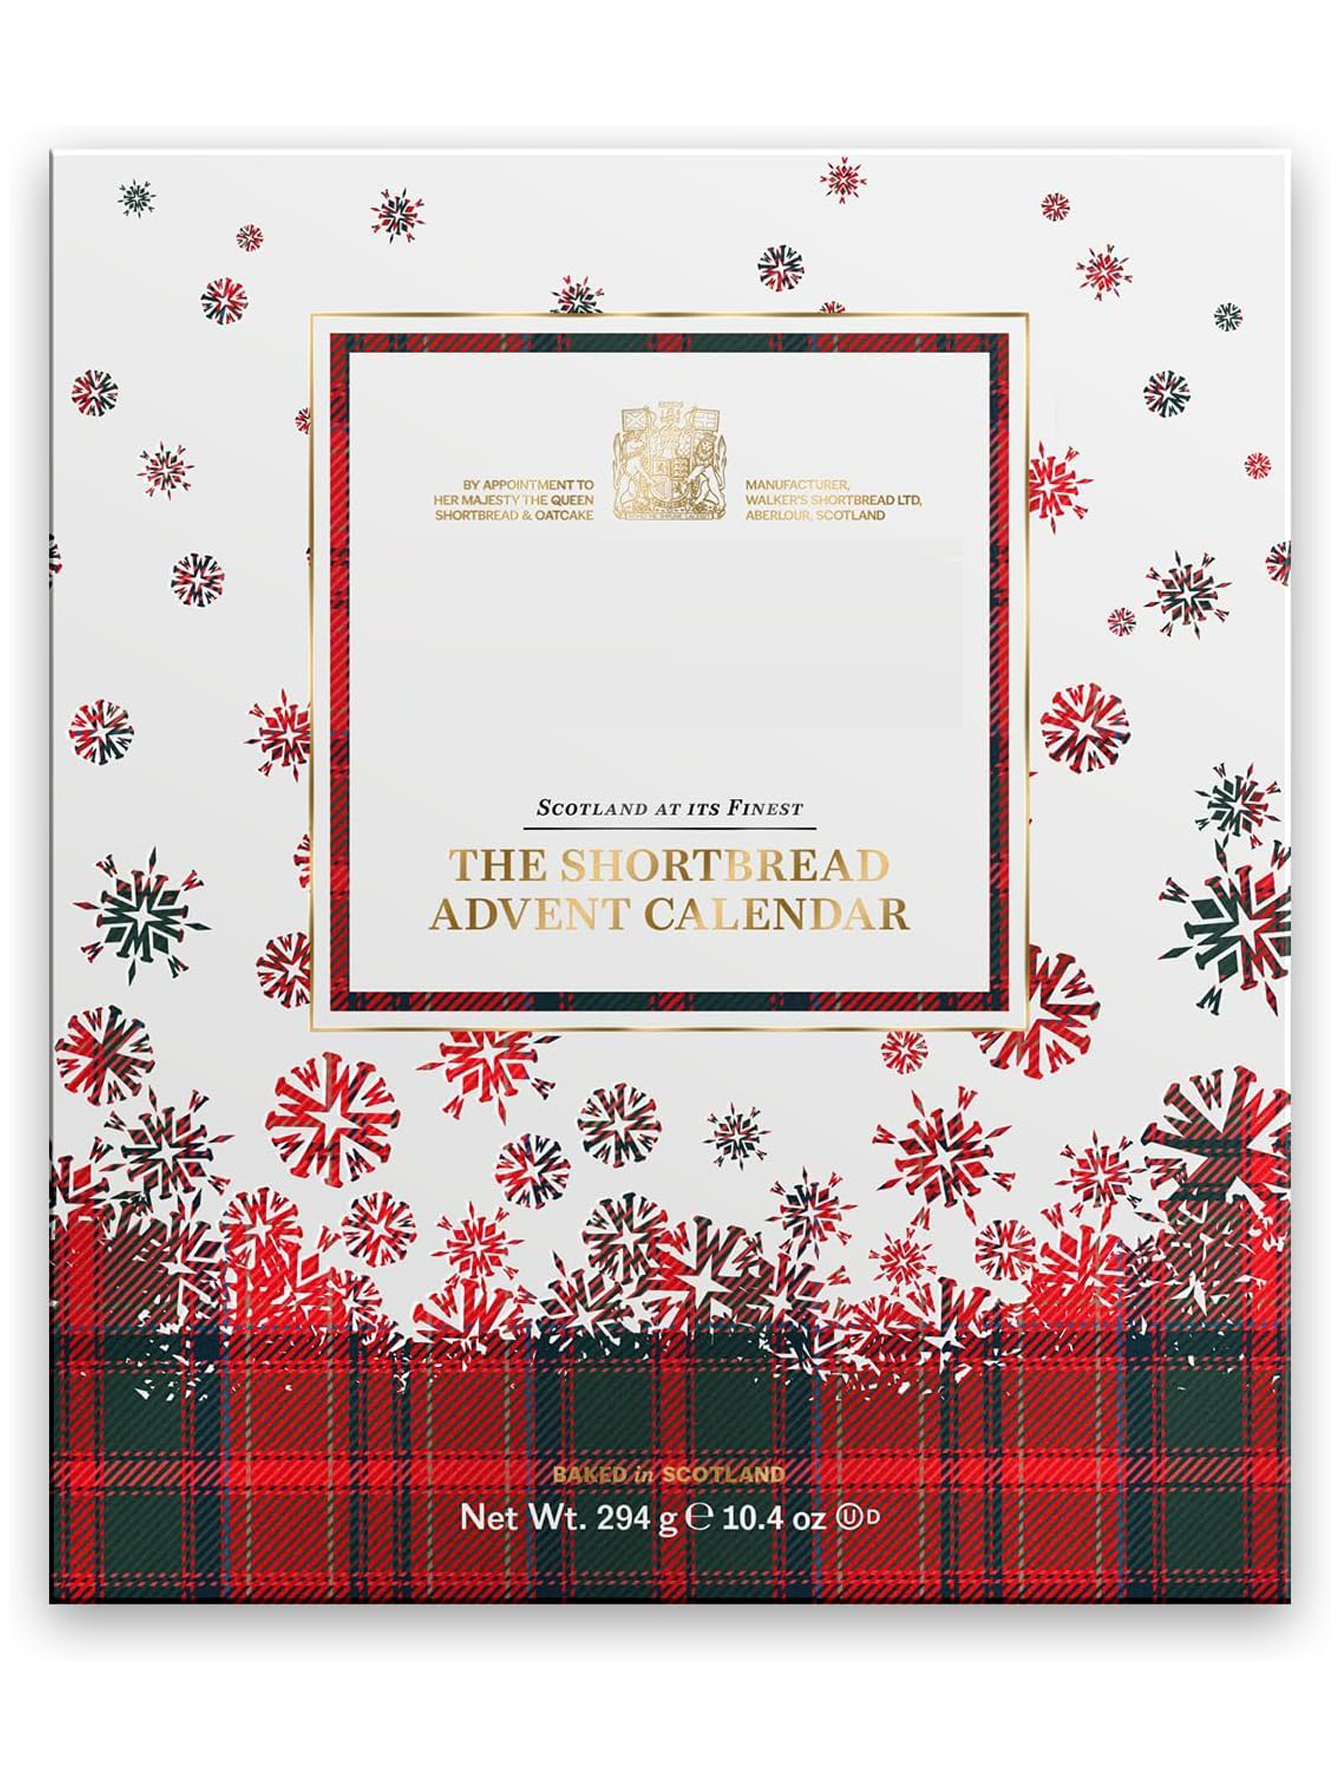 BY APPOINTMENT TO
HER MAJESTY THE QUEEN
SHORTBREAD & OATCAKE
MANUFACTURER,
WALKER'S SHORTBREAD LTD,
ABERLOUR, SCOTLAND
SCOTLAND AT ITS FINEST
THE SHORTBREAD
ADVENT CALENDAR
BAKED in SCOTLAND
Net Wt. 294 g ℮ 10.4 oz Ⓤ D